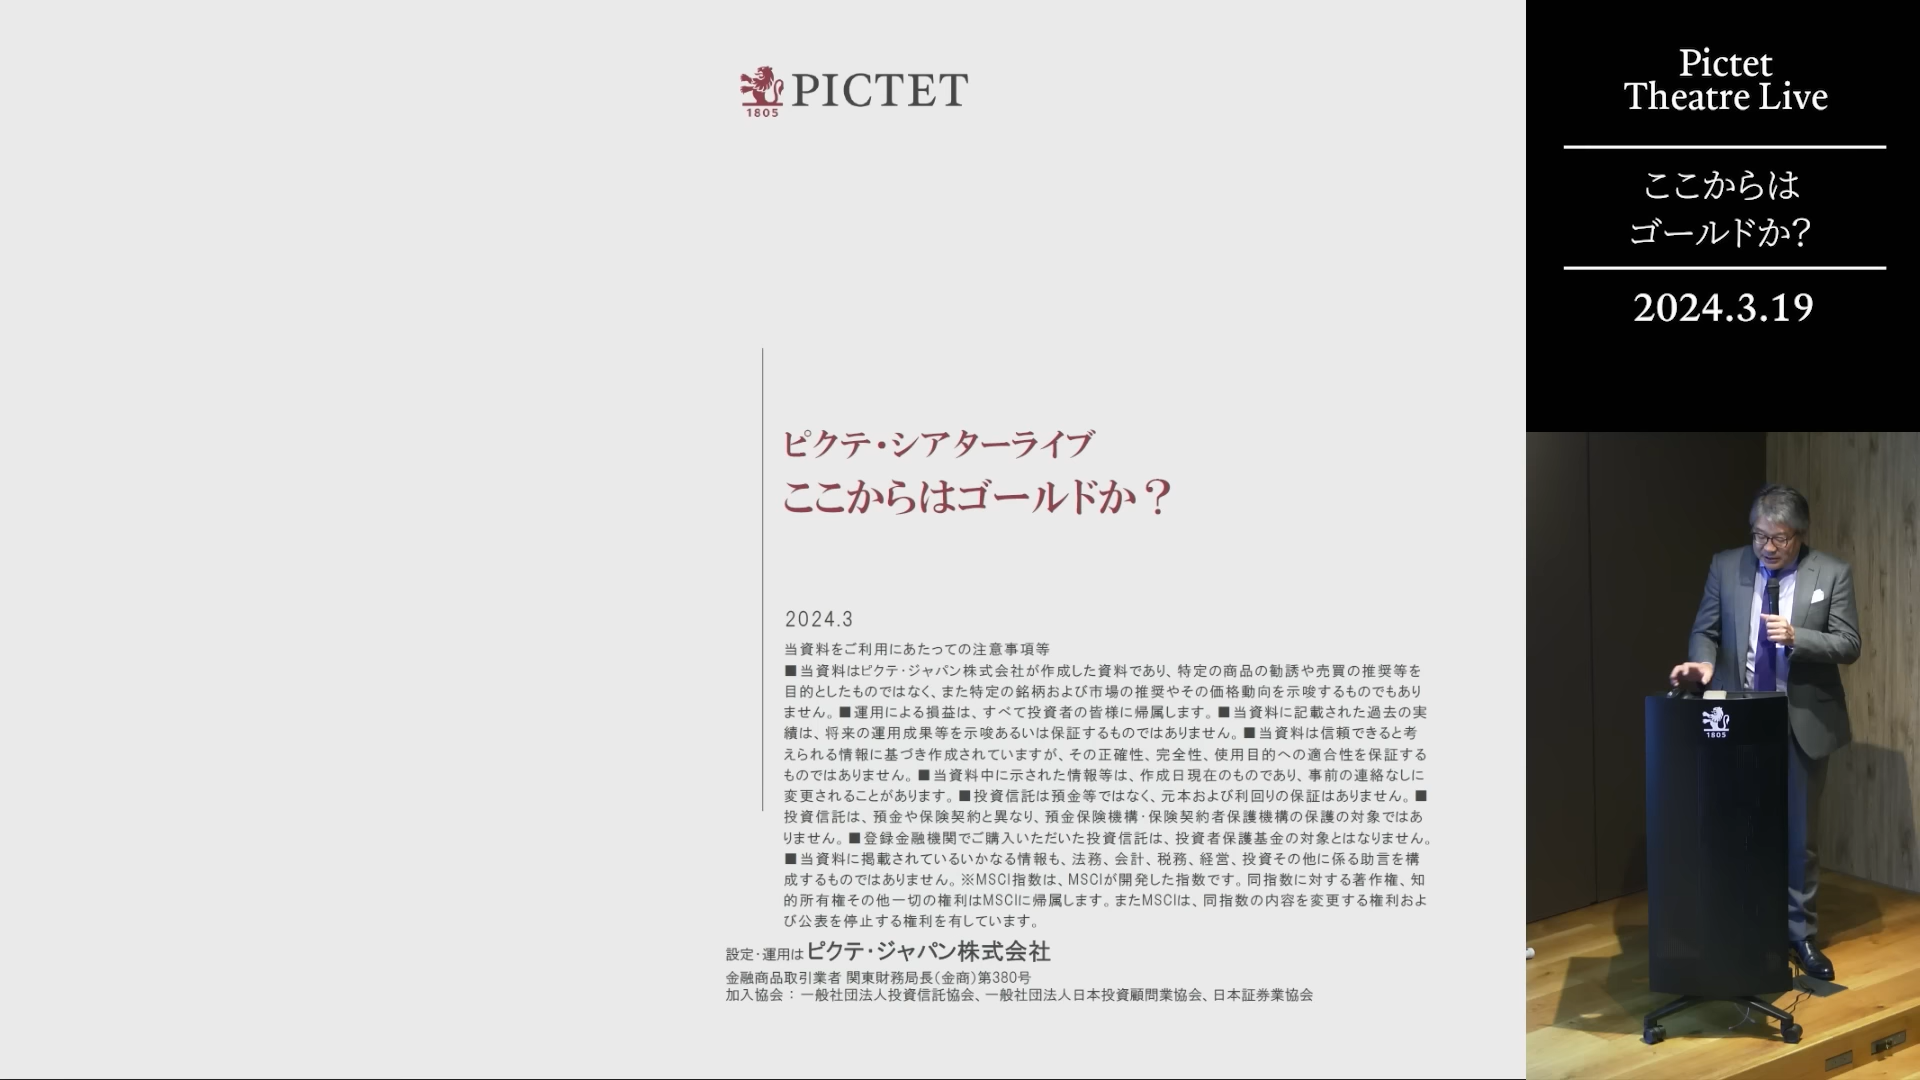 PICTET
1805
ピクテ・シアターライブ
ここからはゴールドか？
2024.3
当資料をご利用にあたっての注意事項等
■当資料はピクテ・ジャパン株式会社が作成した資料であり、特定の商品の勧誘や売買の推奨等を
目的としたものではなく、また特定の銘柄および市場の推奨やその価格動向を示唆するものでもあり
ません。■運用による損益は、すべて投資者の皆様に帰属します。■当資料に記載された過去の実
績は、将来の運用成果等を示唆あるいは保証するものではありません。■当資料は信頼できると考
えられる情報に基づき作成されていますが、その正確性、完全性、使用目的への適合性を保証する
ものではありません。■当資料中に示された情報等は、作成日現在のものであり、事前の連絡なしに
変更されることがあります。■投資信託は預金等ではなく、元本および利回りの保証はありません。■
投資信託は、預金や保険契約と異なり、預金保険機構・保険契約者保護機構の保護の対象ではあ
りません。■登録金融機関でご購入いただいた投資信託は、投資者保護基金の対象とはなりません。
■当資料に掲載されているいかなる情報も、法務、会計、税務、経営、投資その他に係る助言を構
成するものではありません。※MSCI指数は、MSCIが開発した指数です。同指数に対する著作権、知
的所有権その他一切の権利はMSCIに帰属します。またMSCIは、同指数の内容を変更する権利およ
び公表を停止する権利を有しています。
設定・運用は ピクテ・ジャパン株式会社
金融商品取引業者 関東財務局長（金商）第380号
加入協会：一般社団法人投資信託協会、一般社団法人日本投資顧問業協会、日本証券業協会
Pictet
Theatre Live
ここからは
ゴールドか？
2024.3.19
1805